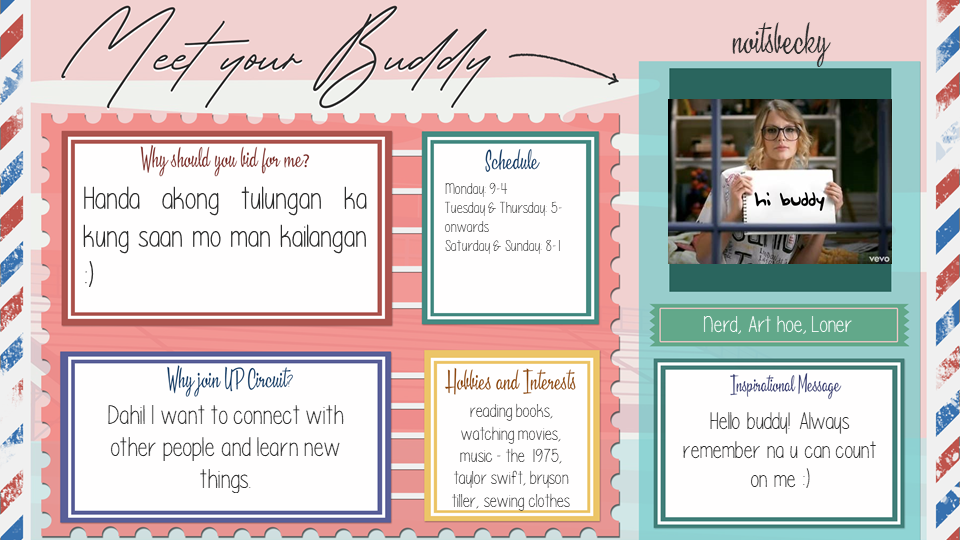 Meet your Buddy
noitsbecky
Why should you bid for me?
Handa akong tulungan ka
kung saan mo man kailangan
:)
Schedule
Monday: 9-4
Tuesday & Thursday: 5-
onwards
Saturday & Sunday: 8-1
hi buddy
vevo
Nerd, Art hoe, Loner
Why join UP Circuit?
Dahil I want to connect with
other people and learn new
things.
Hobbies and Interests
reading books,
watching movies,
music - the 1975,
taylor swift, bryson
tiller, sewing clothes
Inspirational Message
Hello buddy! Always
remember na u can count
on me :)